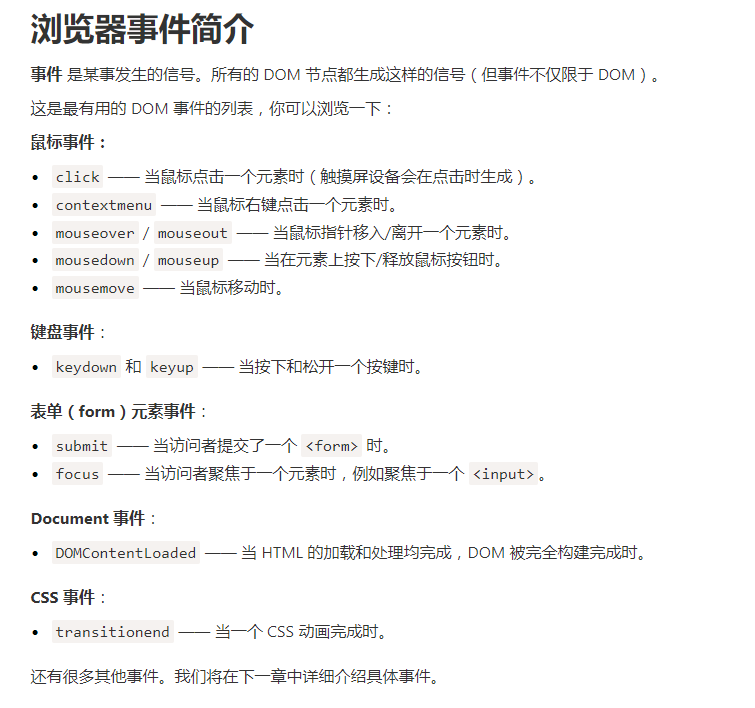 浏览器事件简介
事件 是某事发生的信号。所有的 DOM 节点都生成这样的信号（但事件不仅限于 DOM）。
这是最有用的 DOM 事件的列表，你可以浏览一下：
鼠标事件：
• click —— 当鼠标点击一个元素时（触摸屏设备会在点击时生成）。
• contextmenu —— 当鼠标右键点击一个元素时。
• mouseover / mouseout —— 当鼠标指针移入/离开一个元素时。
• mousedown / mouseup —— 当在元素上按下/释放鼠标按钮时。
• mousemove —— 当鼠标移动时。
键盘事件：
• keydown 和 keyup —— 当按下和松开一个按键时。
表单（form）元素事件：
• submit —— 当访问者提交了一个 <form> 时。
• focus —— 当访问者聚焦于一个元素时，例如聚焦于一个 <input>。
Document 事件：
• DOMContentLoaded —— 当 HTML 的加载和处理均完成，DOM 被完全构建完成时。
CSS 事件：
• transitionend —— 当一个 CSS 动画完成时。
还有很多其他事件。我们将在下一章中详细介绍具体事件。